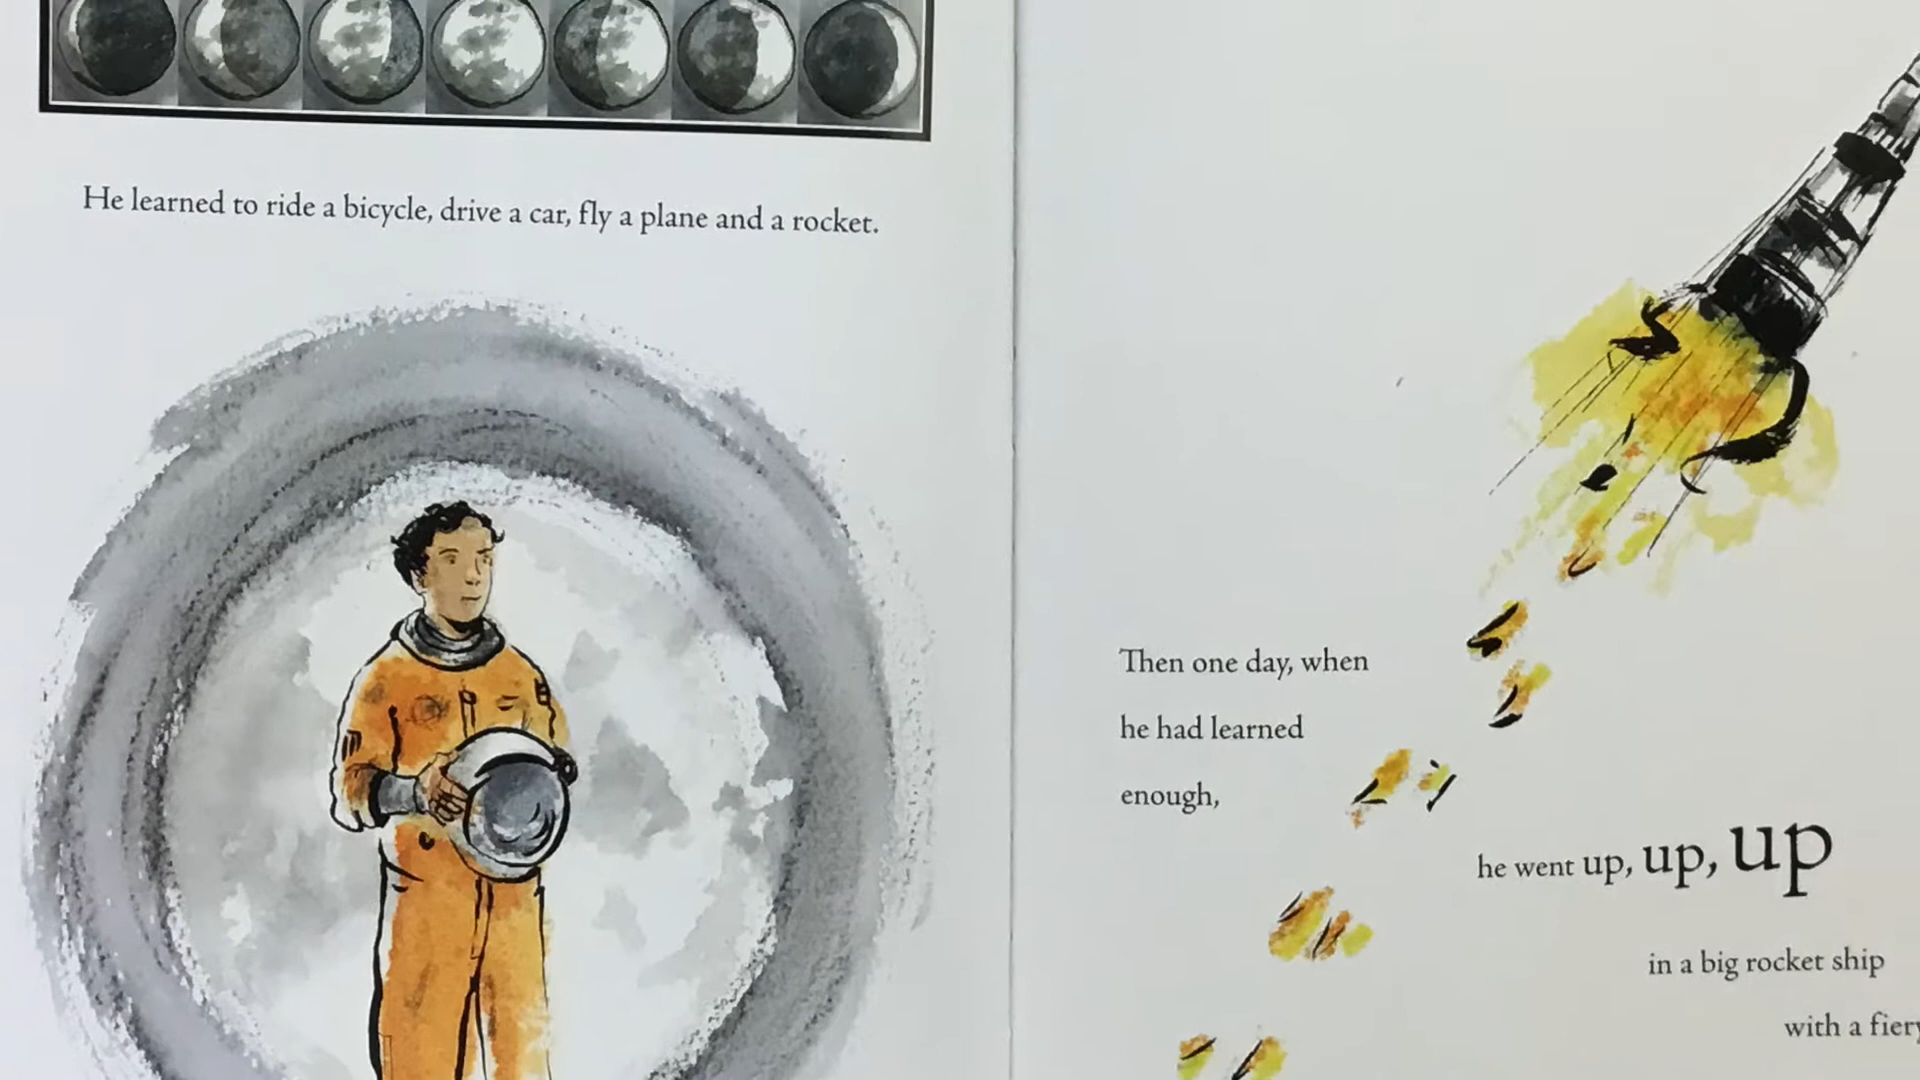 He learned to ride a bicycle, drive a car, fly a plane and a rocket.
Then one day, when
he had learned
enough,
he went up, up, up
in a big rocket ship
with a fiery